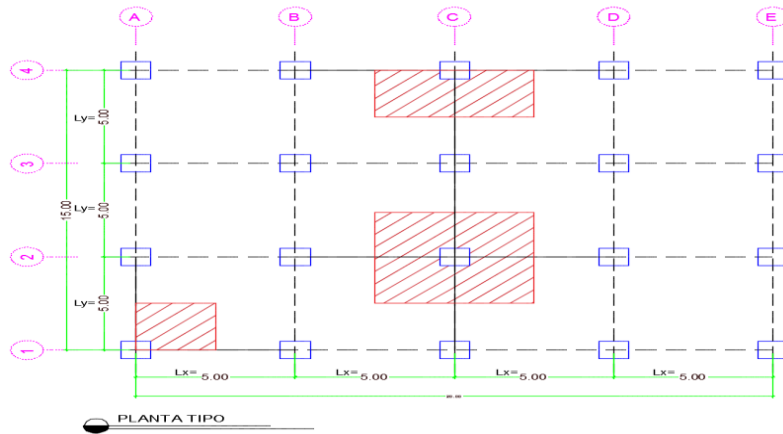 A B C D E
4
Ly= 5.00
3
15.00
Ly= 5.00
2
Ly= 5.00
1
Lx= 5.00 Lx= 5.00 Lx= 5.00 Lx= 5.00
PLANTA TIPO